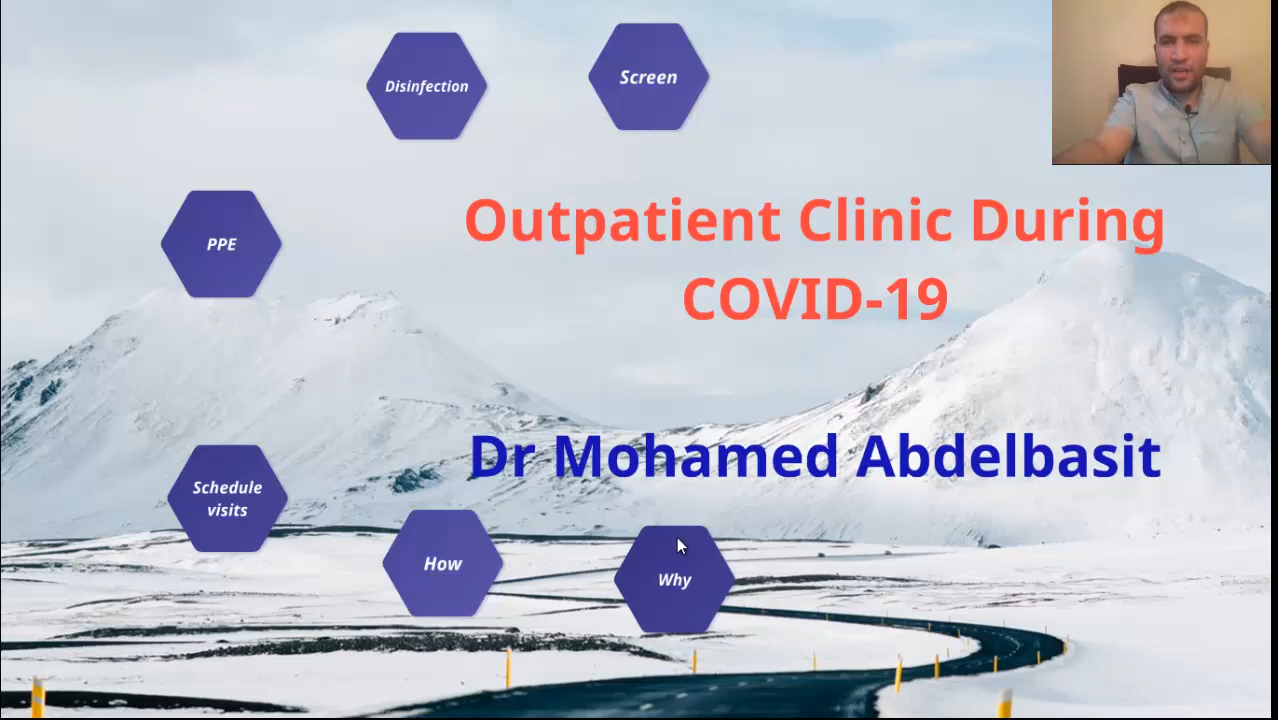 Disinfection
Screen
PPE
Outpatient Clinic During
COVID-19
Dr Mohamed Abdelbasit
Schedule
visits
How
Why